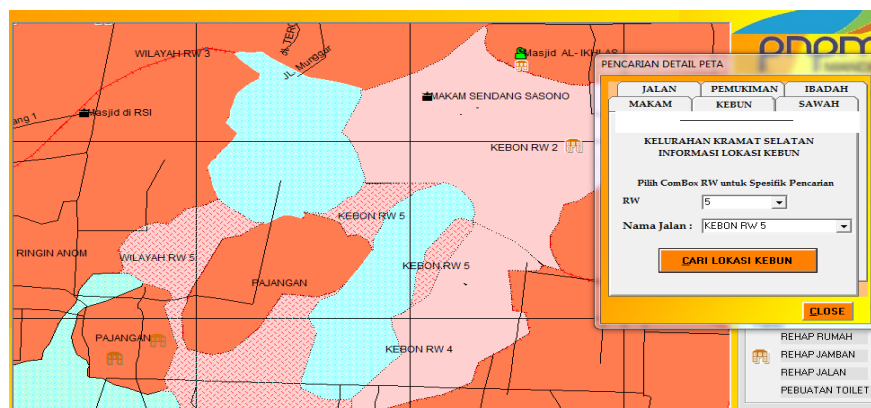 WILAYAH RW 3
JL. Munggur
Masjid AL- IKHLAS
MAKAM SENDANG SASONO
Masjid di RSI
KEBON RW 2
KEBON RW 5
RINGIN ANOM
WILAYAH RW 5
KEBON RW 5
PAJANGAN
PAJANGAN
KEBON RW 4
PENCARIAN DETAIL PETA
JALAN
PEMUKIMAN
IBADAH
MAKAM
KEBUN
SAWAH
KELURAHAN KRAMAT SELATAN
INFORMASI LOKASI KEBUN
Pilih ComBox RW untuk Spesifik Pencarian
RW
5
Nama Jalan :
KEBON RW 5
CARI LOKASI KEBUN
CLOSE
REHAP RUMAH
REHAP JAMBAN
REHAP JALAN
PEBUATAN TOILET